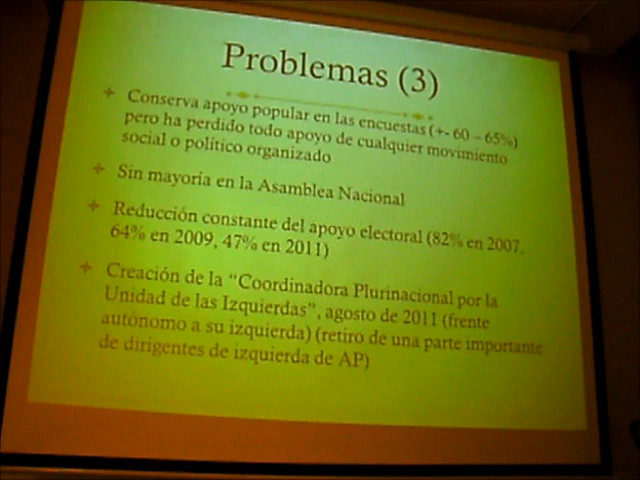 Problemas (3)
Conserva apoyo popular en las encuestas (+- 60 – 65%)
pero ha perdido todo apoyo de cualquier movimiento
social o político organizado
Sin mayoría en la Asamblea Nacional
Reducción constante del apoyo electoral (82% en 2007,
64% en 2009, 47% en 2011)
Creación de la “Coordinadora Plurinacional por la
Unidad de las Izquierdas”, agosto de 2011 (frente
autónomo a su izquierda) (retiro de una parte importante
de dirigentes de izquierda de AP)